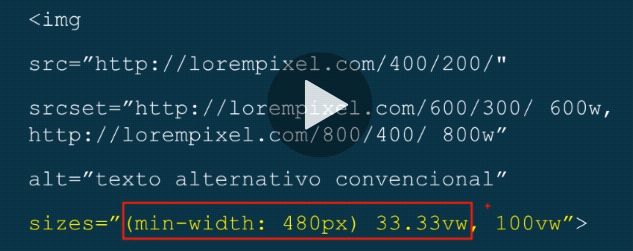 <img
src=”http://lorempixel.com/400/200/"
srcset=”http://lorempixel.com/600/300/ 600w,
http://lorempixel.com/800/400/ 800w”
alt=”texto alternativo convencional”
sizes=”(min-width: 480px) 33.33vw, 100vw”>